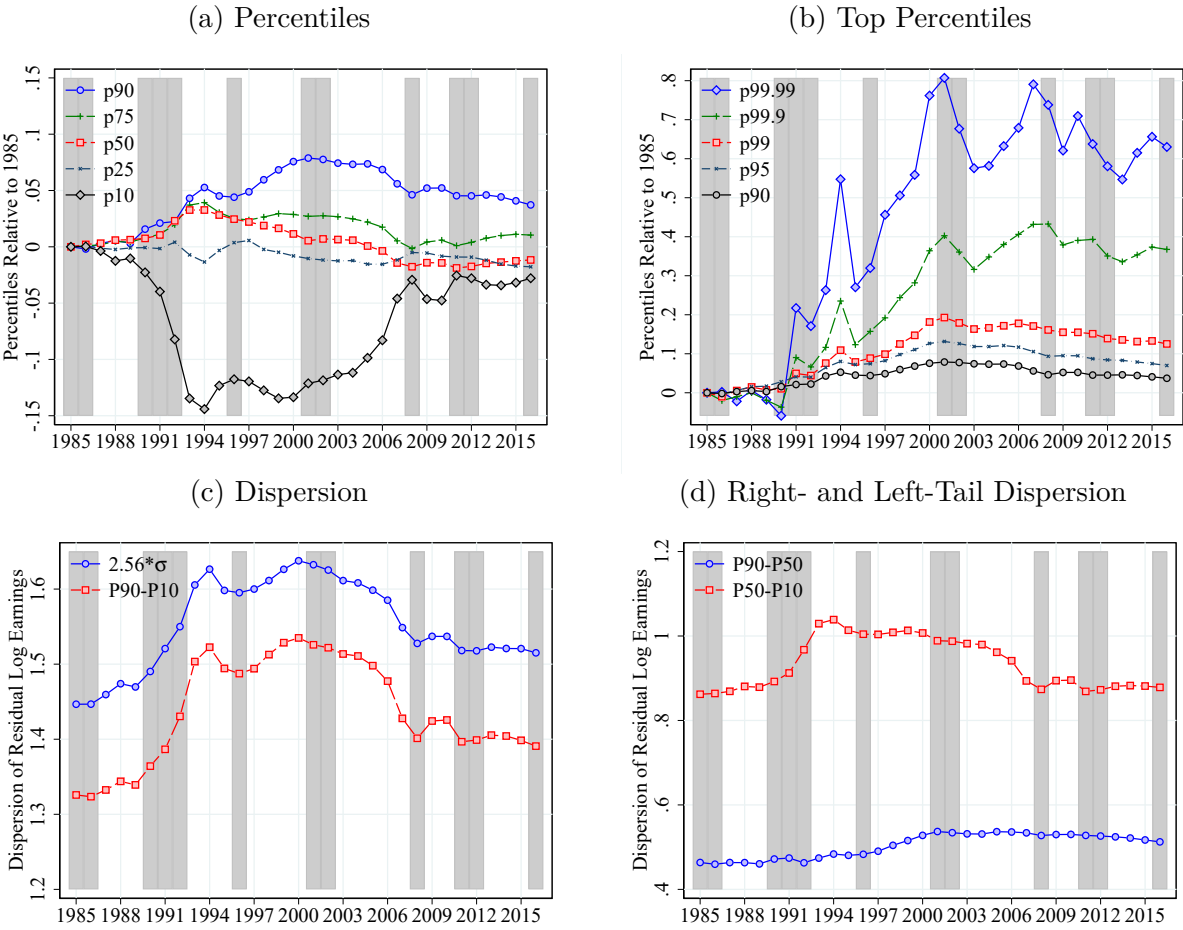 (a) Percentiles
Percentiles Relative to 1985
.15
.1
.05
0
-.05
-.1
-.15
p90
p75
p50
p25
p10
1985 1988 1991 1994 1997 2000 2003 2006 2009 2012 2015
(b) Top Percentiles
Percentiles Relative to 1985
.8
.7
.6
.5
.4
.3
.2
.1
0
p99.99
p99.9
p99
p95
p90
1985 1988 1991 1994 1997 2000 2003 2006 2009 2012 2015
(c) Dispersion
Dispersion of Residual Log Earnings
1.6
1.5
1.4
1.3
1.2
2.56*σ
P90-P10
1985 1988 1991 1994 1997 2000 2003 2006 2009 2012 2015
(d) Right- and Left-Tail Dispersion
Dispersion of Residual Log Earnings
1.2
1
.8
.6
.4
P90-P50
P50-P10
1985 1988 1991 1994 1997 2000 2003 2006 2009 2012 2015